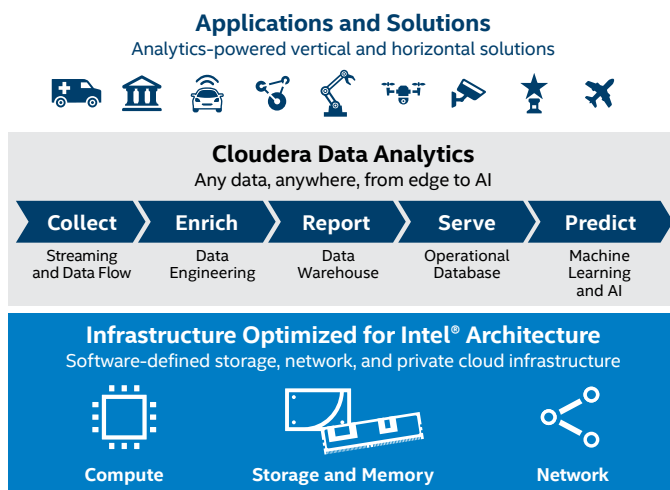 Applications and Solutions
Analytics-powered vertical and horizontal solutions
Cloudera Data Analytics
Any data, anywhere, from edge to AI
Collect
Enrich
Report
Serve
Predict
Streaming
and Data Flow
Data
Engineering
Data
Warehouse
Operational
Database
Machine
Learning
and AI
Infrastructure Optimized for Intel® Architecture
Software-defined storage, network, and private cloud infrastructure
Compute
Storage and Memory
Network